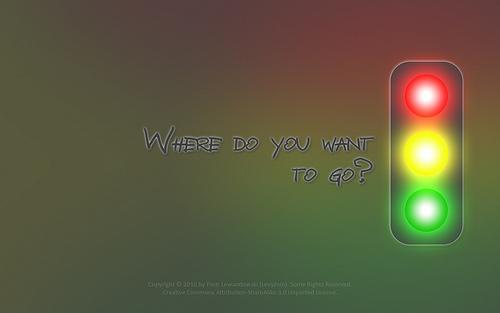 Where do you want
to go?
Copyright © 2010 by Piotr Lewandowski (Levyznin). Some Rights Reserved.
Creative Commons Attribution-ShareAlike 3.0 Unported License.